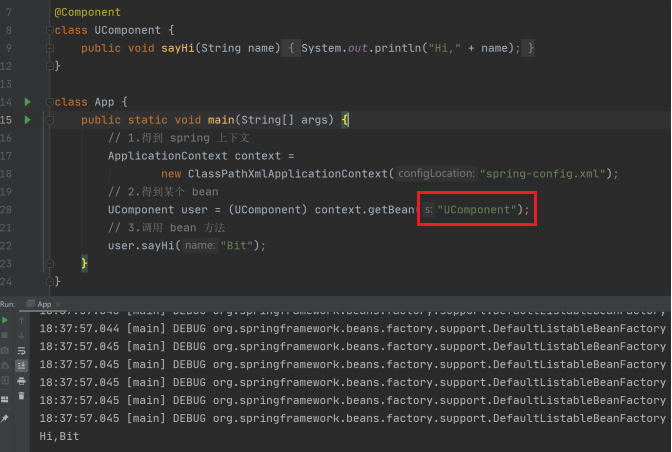 7 @Component
8 class UComponent {
9 public void sayHi(String name) { System.out.println("Hi," + name); }
12 }
13
14 class App {
15 public static void main(String[] args) {
16 // 1.得到 spring 上下文
17 ApplicationContext context =
18 new ClassPathXmlApplicationContext( configLocation: "spring-config.xml");
19 // 2.得到某个 bean
20 UComponent user = (UComponent) context.getBean( s: "UComponent");
21 // 3.调用 bean 方法
22 user.sayHi( name: "Bit");
23 }
24 }
Run: App ×
[main] DEBUG org.springframework.beans.factory.support.DefaultListableBeanFactory
18:37:57.044 [main] DEBUG org.springframework.beans.factory.support.DefaultListableBeanFactory
18:37:57.045 [main] DEBUG org.springframework.beans.factory.support.DefaultListableBeanFactory
18:37:57.045 [main] DEBUG org.springframework.beans.factory.support.DefaultListableBeanFactory
18:37:57.045 [main] DEBUG org.springframework.beans.factory.support.DefaultListableBeanFactory
18:37:57.045 [main] DEBUG org.springframework.beans.factory.support.DefaultListableBeanFactory
18:37:57.045 [main] DEBUG org.springframework.beans.factory.support.DefaultListableBeanFactory
Hi,Bit